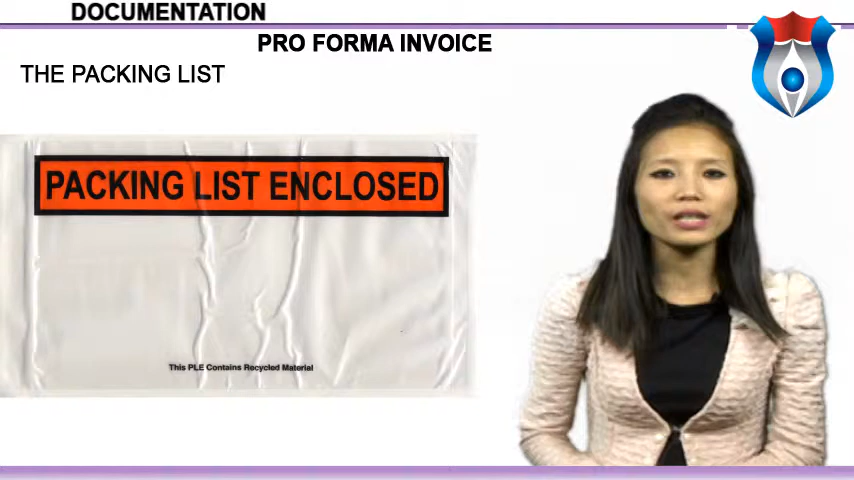 DOCUMENTATION
PRO FORMA INVOICE
THE PACKING LIST
PACKING LIST ENCLOSED
This PLE Contains Recycled Material